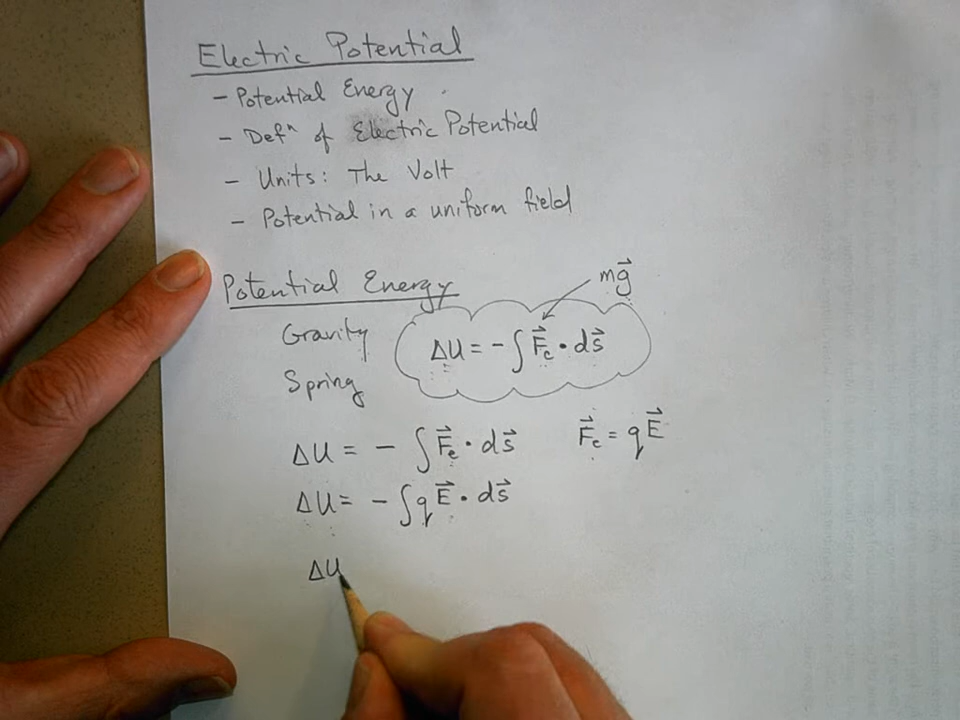 Electric Potential
- Potential Energy
- Defⁿ of Electric Potential
- Units: The Volt
- Potential in a uniform field
Potential Energy
mg⃗
Gravity
ΔU = - ∫ F⃗c · ds⃗
Spring
ΔU = - ∫ F⃗e · ds⃗ F⃗e = qE⃗
ΔU = - ∫ qE⃗ · ds⃗
ΔU